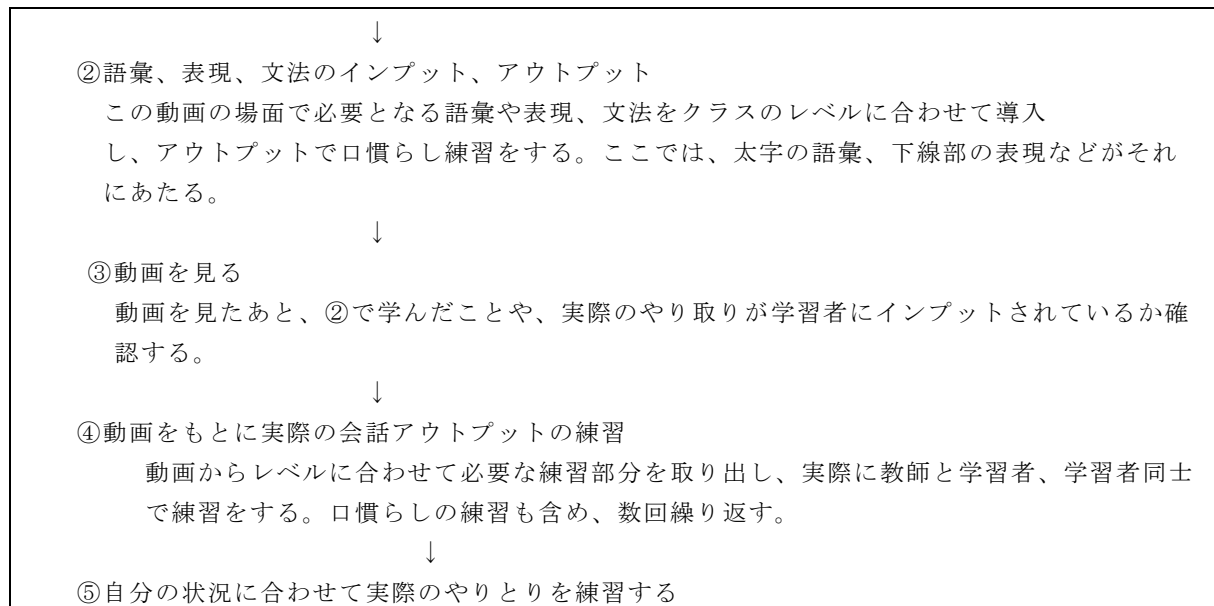 ↓
②語彙、表現、文法のインプット、アウトプット
この動画の場面で必要となる語彙や表現、文法をクラスのレベルに合わせて導入
し、アウトプットで口慣らし練習をする。ここでは、太字の語彙、下線部の表現などがそれ
にあたる。
↓
③動画を見る
動画を見たあと、②で学んだことや、実際のやり取りが学習者にインプットされているか確
認する。
↓
④動画をもとに実際の会話アウトプットの練習
動画からレベルに合わせて必要な練習部分を取り出し、実際に教師と学習者、学習者同士
で練習をする。口慣らしの練習も含め、数回繰り返す。
↓
⑤自分の状況に合わせて実際のやりとりを練習する